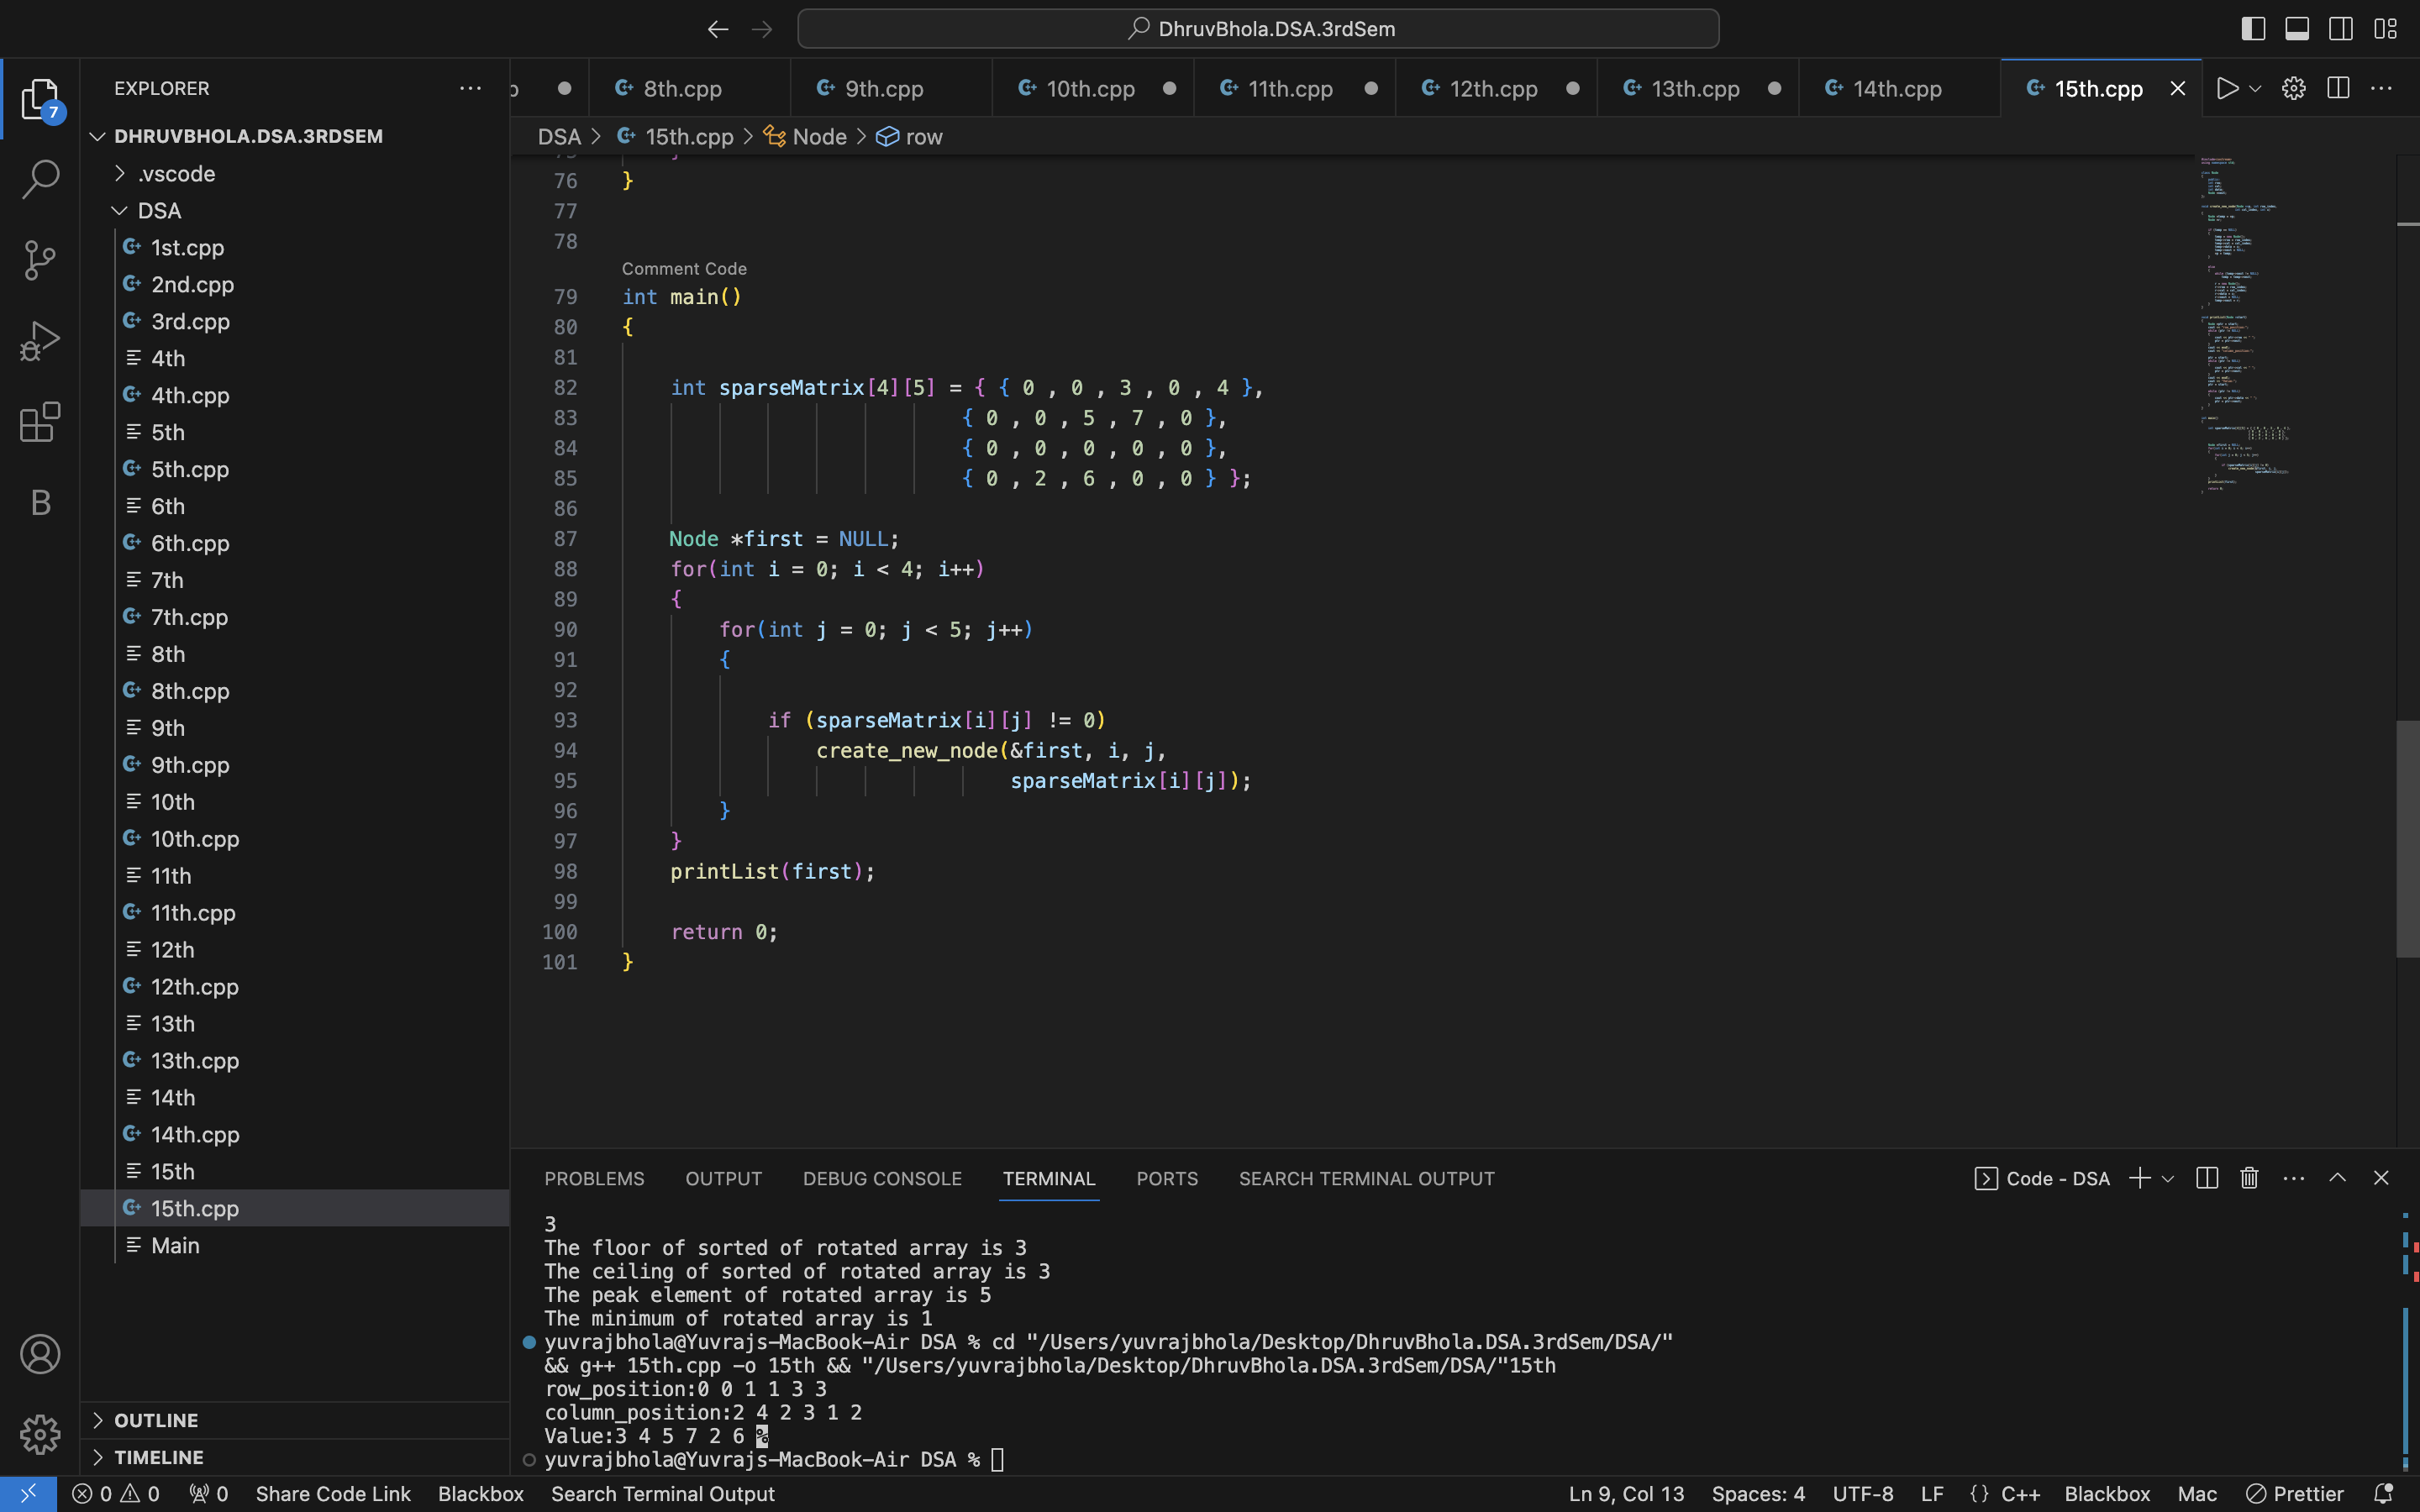 DhruvBhola.DSA.3rdSem
7
B
EXPLORER
DHRUVBHOLA.DSA.3RDSEM
.vscode
DSA
1st.cpp
2nd.cpp
3rd.cpp
4th
4th.cpp
5th
5th.cpp
6th
6th.cpp
7th
7th.cpp
8th
8th.cpp
9th
9th.cpp
10th
10th.cpp
11th
11th.cpp
12th
12th.cpp
13th
13th.cpp
14th
14th.cpp
15th
15th.cpp
Main
OUTLINE
TIMELINE
8th.cpp 9th.cpp 10th.cpp 11th.cpp 12th.cpp 13th.cpp 14th.cpp 15th.cpp
DSA > 15th.cpp > Node > row
76 }
77
78
Comment Code
79 int main()
80 {
81
82 int sparseMatrix[4][5] = { { 0 , 0 , 3 , 0 , 4 },
83 { 0 , 0 , 5 , 7 , 0 },
84 { 0 , 0 , 0 , 0 , 0 },
85 { 0 , 2 , 6 , 0 , 0 } };
86
87 Node *first = NULL;
88 for(int i = 0; i < 4; i++)
89 {
90 for(int j = 0; j < 5; j++)
91 {
92
93 if (sparseMatrix[i][j] != 0)
94 create_new_node(&first, i, j,
95 sparseMatrix[i][j]);
96 }
97 }
98 printList(first);
99
100 return 0;
101 }
PROBLEMS OUTPUT DEBUG CONSOLE TERMINAL PORTS SEARCH TERMINAL OUTPUT Code - DSA
3
The floor of sorted of rotated array is 3
The ceiling of sorted of rotated array is 3
The peak element of rotated array is 5
The minimum of rotated array is 1
yuvrajbhola@Yuvrajs-MacBook-Air DSA % cd "/Users/yuvrajbhola/Desktop/DhruvBhola.DSA.3rdSem/DSA/"
&& g++ 15th.cpp -o 15th && "/Users/yuvrajbhola/Desktop/DhruvBhola.DSA.3rdSem/DSA/"15th
row_position:0 0 1 1 3 3
column_position:2 4 2 3 1 2
Value:3 4 5 7 2 6 %
yuvrajbhola@Yuvrajs-MacBook-Air DSA %
0 0 0 Share Code Link Blackbox Search Terminal Output Ln 9, Col 13 Spaces: 4 UTF-8 LF {} C++ Blackbox Mac Prettier